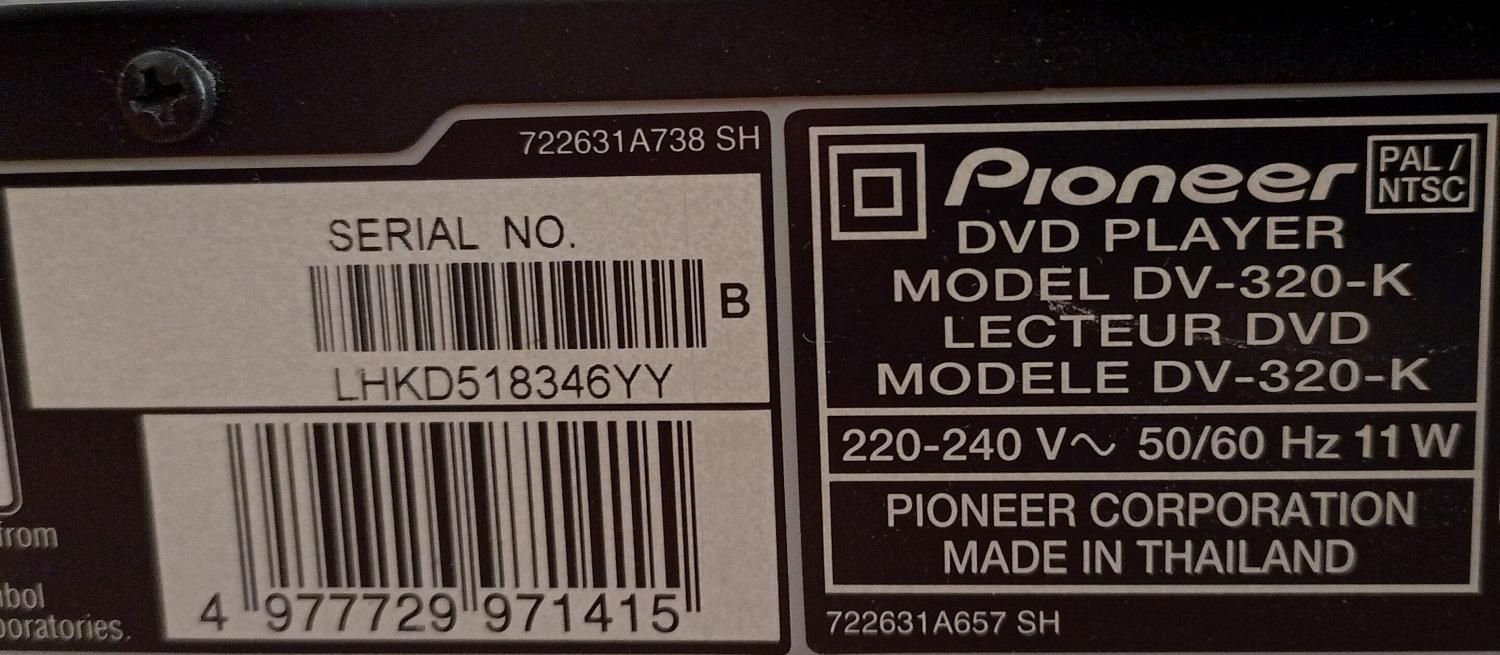 722631A738 SH
SERIAL NO.
B
LHKD518346YY
4 977729 971415
from
oratories.
Pioneer
PAL /
NTSC
DVD PLAYER
MODEL DV-320-K
LECTEUR DVD
MODELE DV-320-K
220-240 V~ 50/60 Hz 11 W
PIONEER CORPORATION
MADE IN THAILAND
722631A657 SH